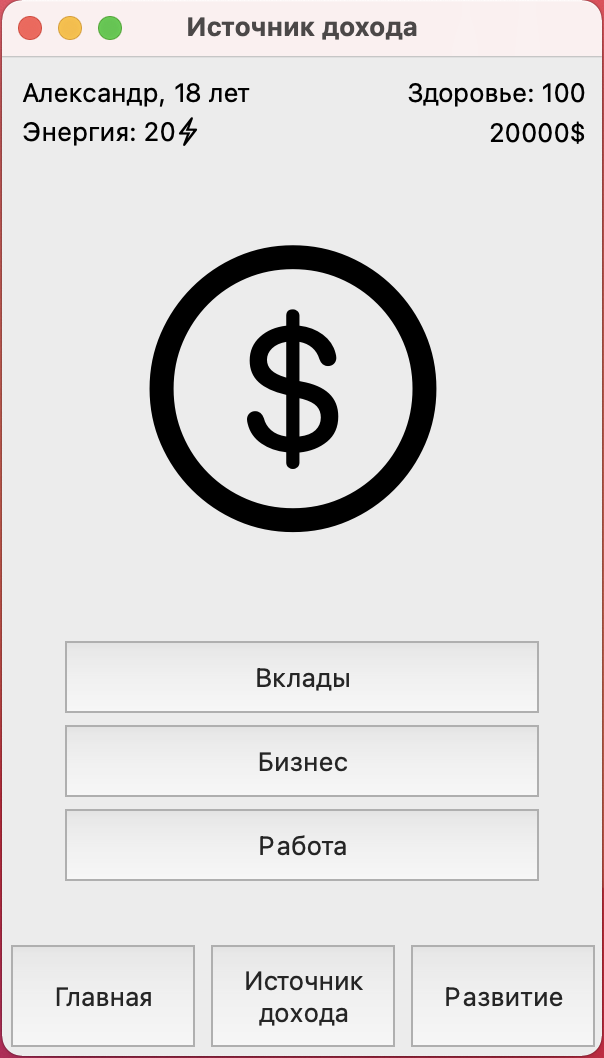 Источник дохода
Александр, 18 лет
Здоровье: 100
Энергия: 20⚡
20000$
$
Вклады
Бизнес
Работа
Главная
Источник
дохода
Развитие